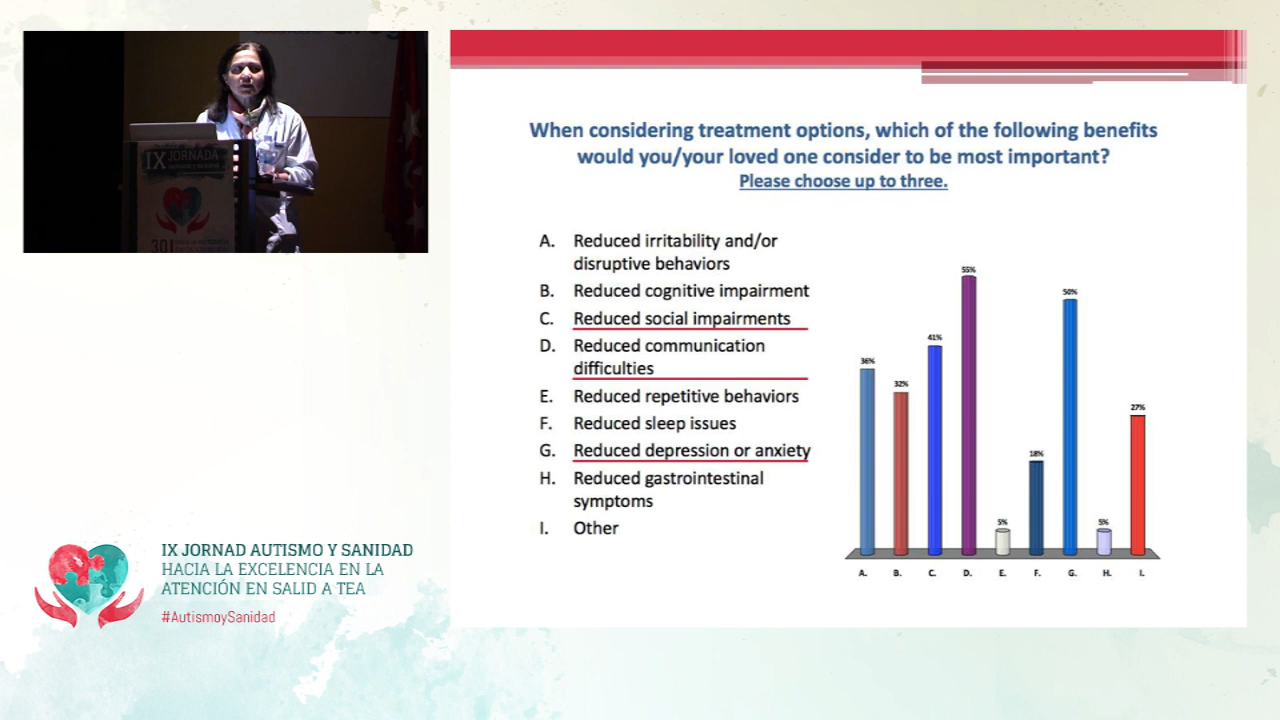 IX JORNADA
30
When considering treatment options, which of the following benefits
would you/your loved one consider to be most important?
Please choose up to three.
A. Reduced irritability and/or
disruptive behaviors
B. Reduced cognitive impairment
C. Reduced social impairments
D. Reduced communication
difficulties
E. Reduced repetitive behaviors
F. Reduced sleep issues
G. Reduced depression or anxiety
H. Reduced gastrointestinal
symptoms
I. Other
36%
32%
41%
55%
5%
18%
50%
5%
27%
A. B. C. D. E. F. G. H. I.
IX JORNAD AUTISMO Y SANIDAD
HACIA LA EXCELENCIA EN LA
ATENCIÓN EN SALID A TEA
#AutismoySanidad